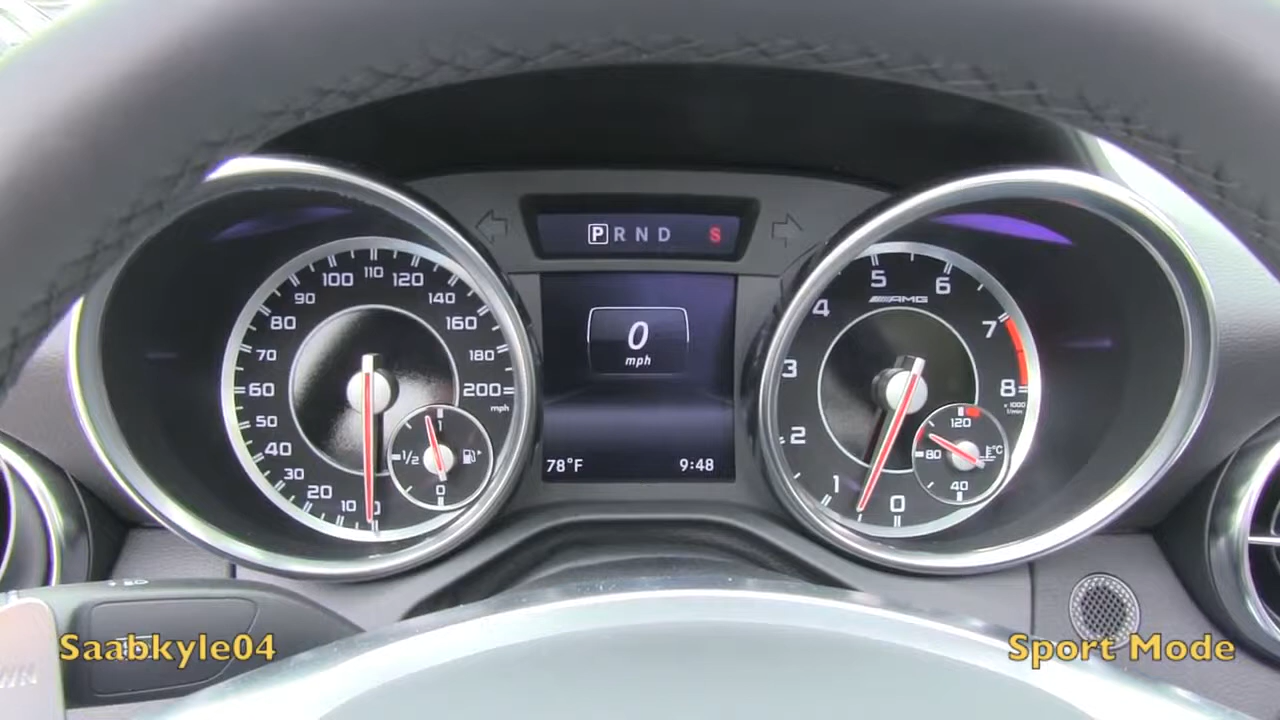 P R N D S
100 110 120
90 140
80 160
70 180
60 200
mph
50
40
30
20
10 0
1
1/2
0
0
mph
78°F 9:48
5 6
AMG
4 7
3 8
x 1000
1/min
2
1 0
120
80 °C
40
Saabkyle04
Sport Mode